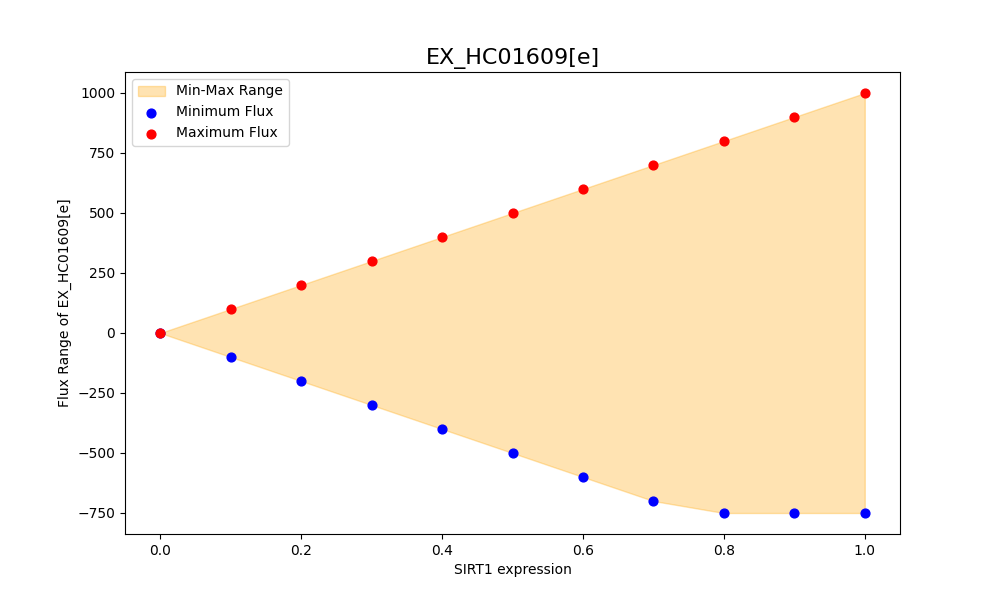 EX_HC01609[e]
Min-Max Range
Minimum Flux
Maximum Flux
Flux Range of EX_HC01609[e]
1000
750
500
250
0
−250
−500
−750
0.0 0.2 0.4 0.6 0.8 1.0
SIRT1 expression